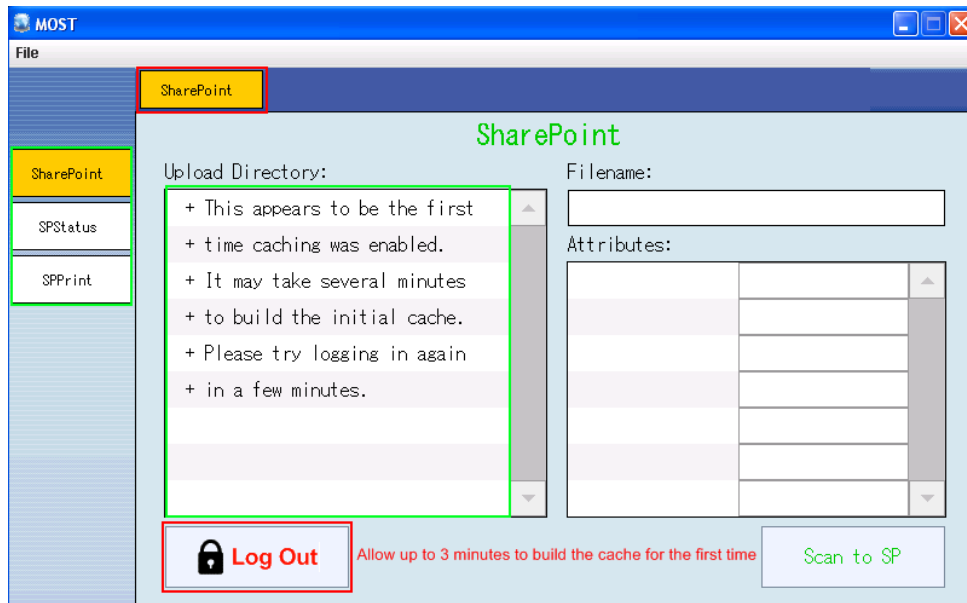 MOST
File
SharePoint
SharePoint
SharePoint
SPStatus
SPPrint
Upload Directory:
+ This appears to be the first
+ time caching was enabled.
+ It may take several minutes
+ to build the initial cache.
+ Please try logging in again
+ in a few minutes.
Filename:
Attributes:
Log Out
Allow up to 3 minutes to build the cache for the first time
Scan to SP